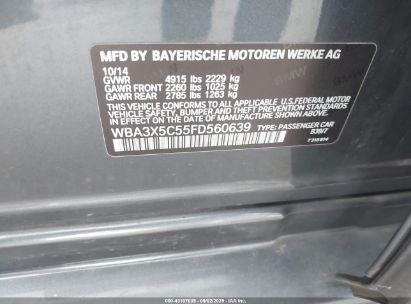 MFD BY BAYERISCHE MOTOREN WERKE AG
10/14
GVWR 4915 lbs 2229 kg
GAWR FRONT 2260 lbs 1025 kg
GAWR REAR 2785 lbs 1263 kg
THIS VEHICLE CONFORMS TO ALL APPLICABLE U.S. FEDERAL MOTOR
VEHICLE SAFETY, BUMPER AND THEFT PREVENTION STANDARDS
IN EFFECT ON THE DATE OF MANUFACTURE SHOWN ABOVE.
WBA3X5C55FD560639 TYPE: PASSENGER CAR